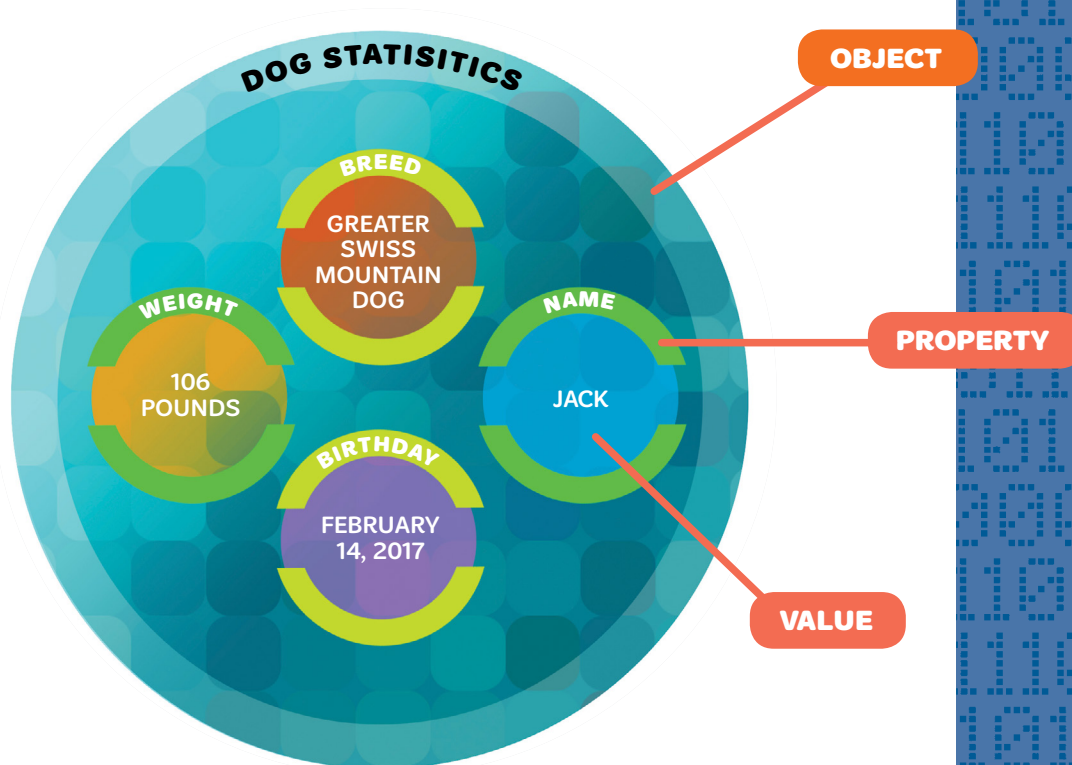 DOG STATISITICS
OBJECT
BREED
GREATER
SWISS
MOUNTAIN
DOG
WEIGHT
106
POUNDS
NAME
JACK
PROPERTY
BIRTHDAY
FEBRUARY
14, 2017
VALUE